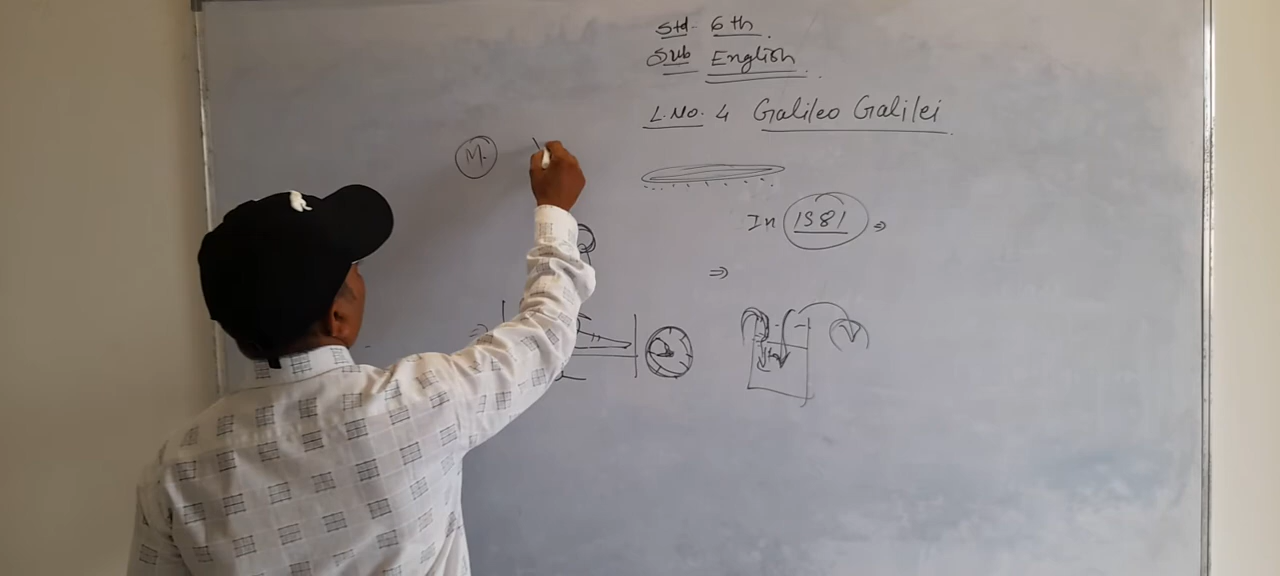 Std. 6th.
Sub English
L.No. 4 Galileo Galilei
M.
In 1581 ⇒
⇒